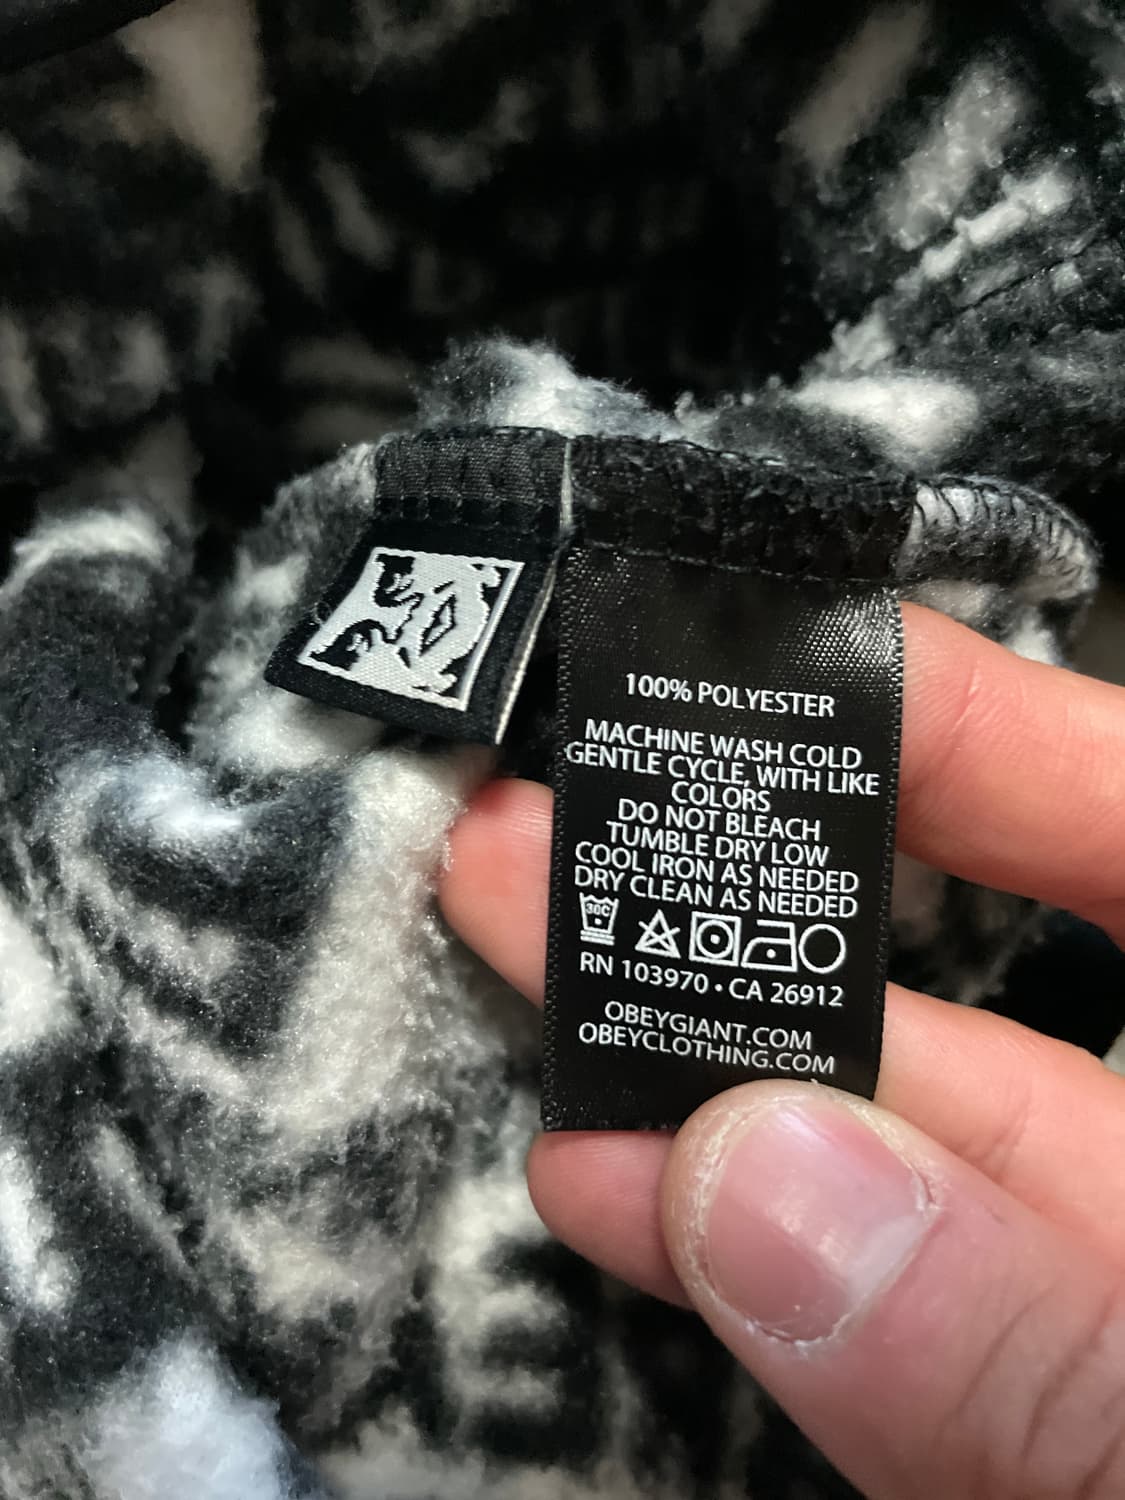 100% POLYESTER
MACHINE WASH COLD
GENTLE CYCLE, WITH LIKE
COLORS
DO NOT BLEACH
TUMBLE DRY LOW
COOL IRON AS NEEDED
DRY CLEAN AS NEEDED
30C
RN 103970 • CA 26912
OBEYGIANT.COM
OBEYCLOTHING.COM